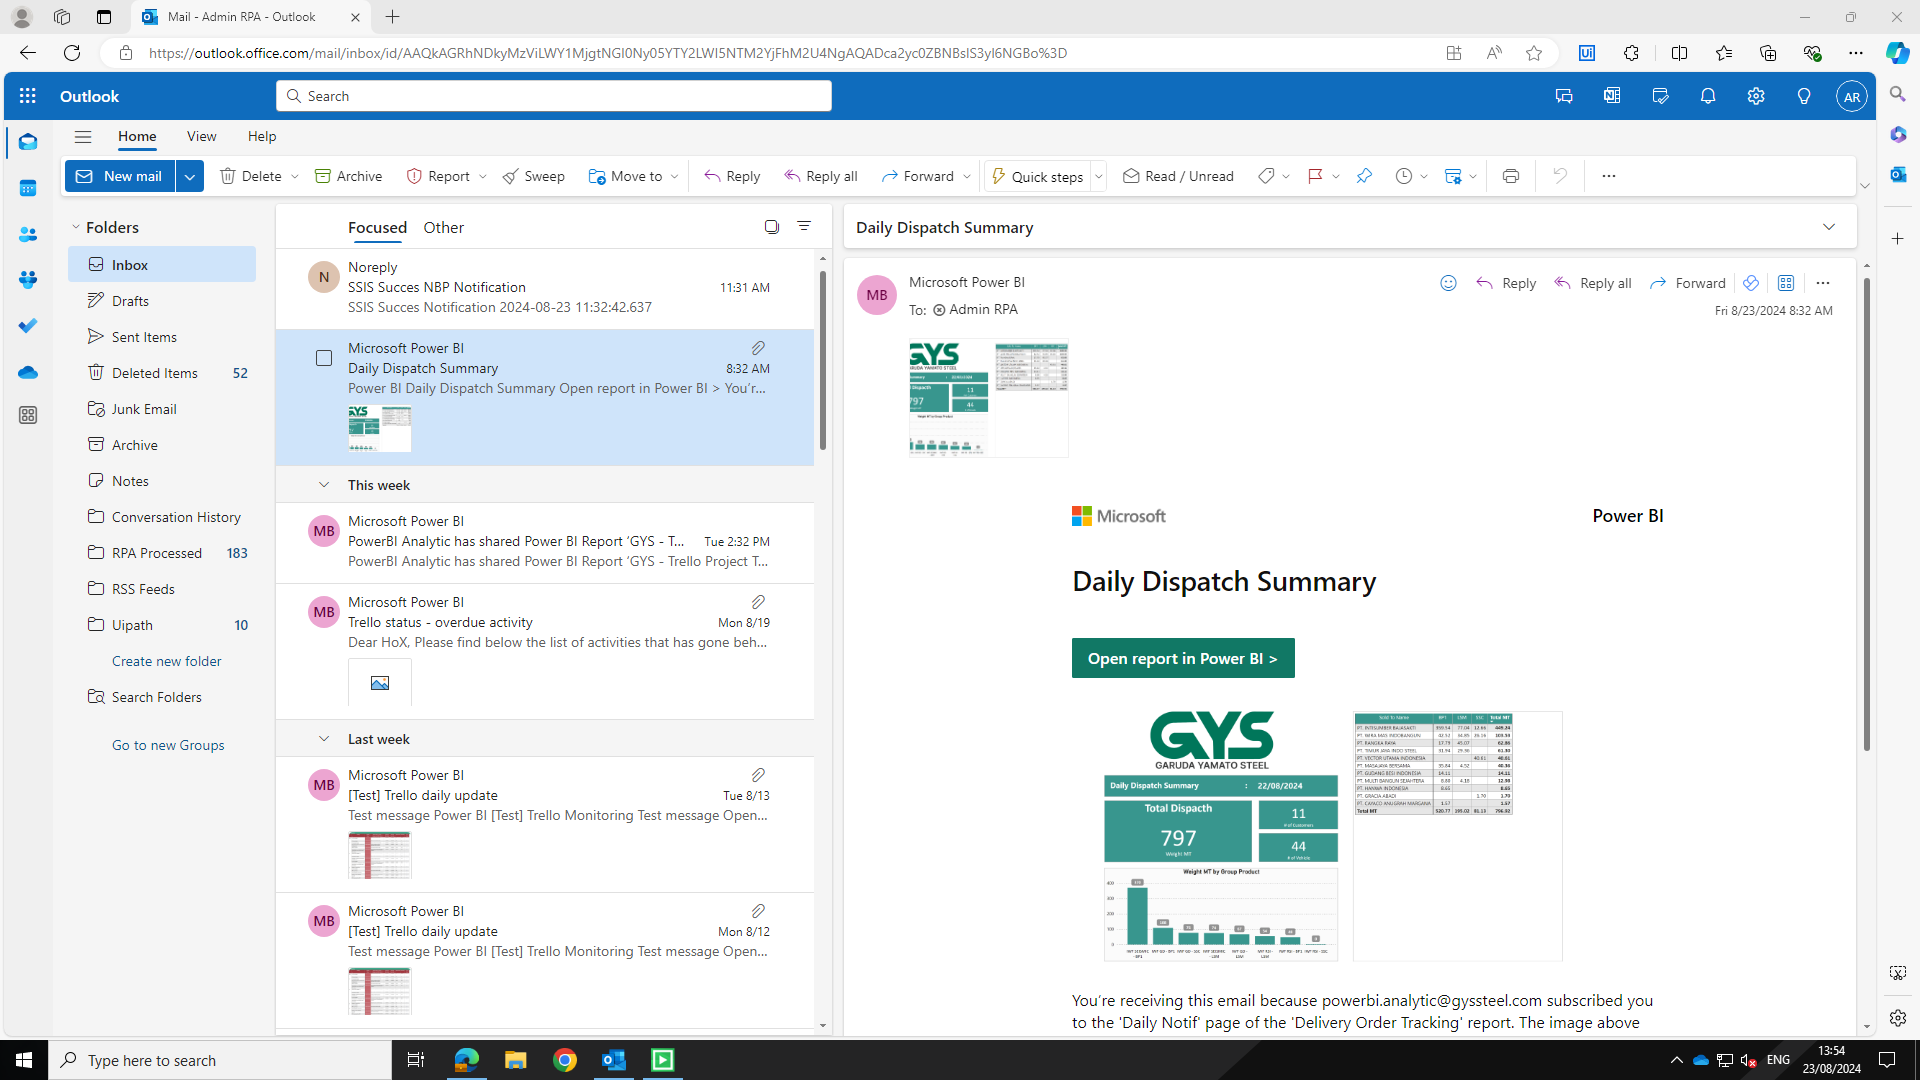 Mail - Admin RPA - Outlook
https://outlook.office.com/mail/inbox/id/AAQkAGRhNDkyMzViLWY1MjgtNGI0Ny05YTY2LWI5NTM2YjFhM2U4NgAQADca2yc0ZBNBsIS3yI6NGBo%3D
Outlook
Search
AR
Home View Help
New mail Delete Archive Report Sweep Move to Reply Reply all Forward Quick steps Read / Unread
Folders
Inbox
Drafts
Sent Items
Deleted Items 52
Junk Email
Archive
Notes
Conversation History
RPA Processed 183
RSS Feeds
Uipath 10
Create new folder
Search Folders
Go to new Groups
Focused Other
N
Noreply
SSIS Succes NBP Notification 11:31 AM
SSIS Succes Notification 2024-08-23 11:32:42.637
Microsoft Power BI
Daily Dispatch Summary 8:32 AM
Power BI Daily Dispatch Summary Open report in Power BI > You'r...
This week
MB
Microsoft Power BI
PowerBI Analytic has shared Power BI Report 'GYS - T... Tue 2:32 PM
PowerBI Analytic has shared Power BI Report 'GYS - Trello Project T...
MB
Microsoft Power BI
Trello status - overdue activity Mon 8/19
Dear HoX, Please find below the list of activities that has gone beh...
Last week
MB
Microsoft Power BI
[Test] Trello daily update Tue 8/13
Test message Power BI [Test] Trello Monitoring Test message Open...
MB
Microsoft Power BI
[Test] Trello daily update Mon 8/12
Test message Power BI [Test] Trello Monitoring Test message Open...
Daily Dispatch Summary
MB
Microsoft Power BI
To: Admin RPA
Reply Reply all Forward
Fri 8/23/2024 8:32 AM
Microsoft Power BI
Daily Dispatch Summary
Open report in Power BI >
GYS
GARUDA YAMATO STEEL
Daily Dispatch Summary : 22/08/2024
Total Dispacth
797
Weight MT
11
# of Customers
44
# of Vehicle
Weight MT by Group Product
You're receiving this email because powerbi.analytic@gyssteel.com subscribed you
to the 'Daily Notif' page of the 'Delivery Order Tracking' report. The image above
Type here to search
ENG
13:54
23/08/2024